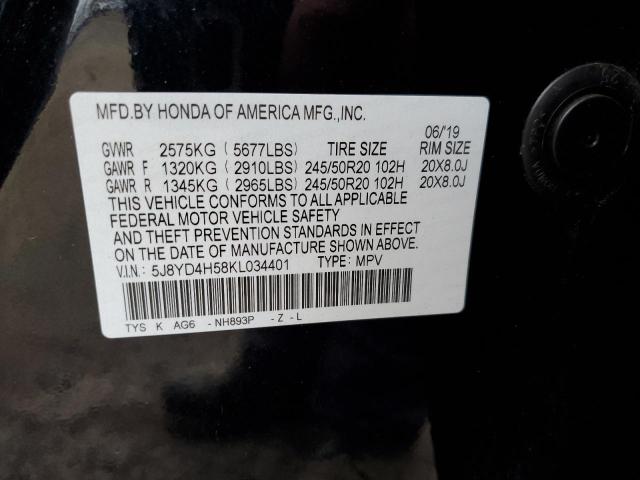 MFD.BY HONDA OF AMERICA MFG.,INC.
06/'19
GVWR 2575KG ( 5677LBS) TIRE SIZE RIM SIZE
GAWR F 1320KG ( 2910LBS) 245/50R20 102H 20X8.0J
GAWR R 1345KG ( 2965LBS) 245/50R20 102H 20X8.0J
THIS VEHICLE CONFORMS TO ALL APPLICABLE
FEDERAL MOTOR VEHICLE SAFETY
AND THEFT PREVENTION STANDARDS IN EFFECT
ON THE DATE OF MANUFACTURE SHOWN ABOVE.
V.I.N.: 5J8YD4H58KL034401 TYPE: MPV
TYS K AG6 - NH893P - Z - L